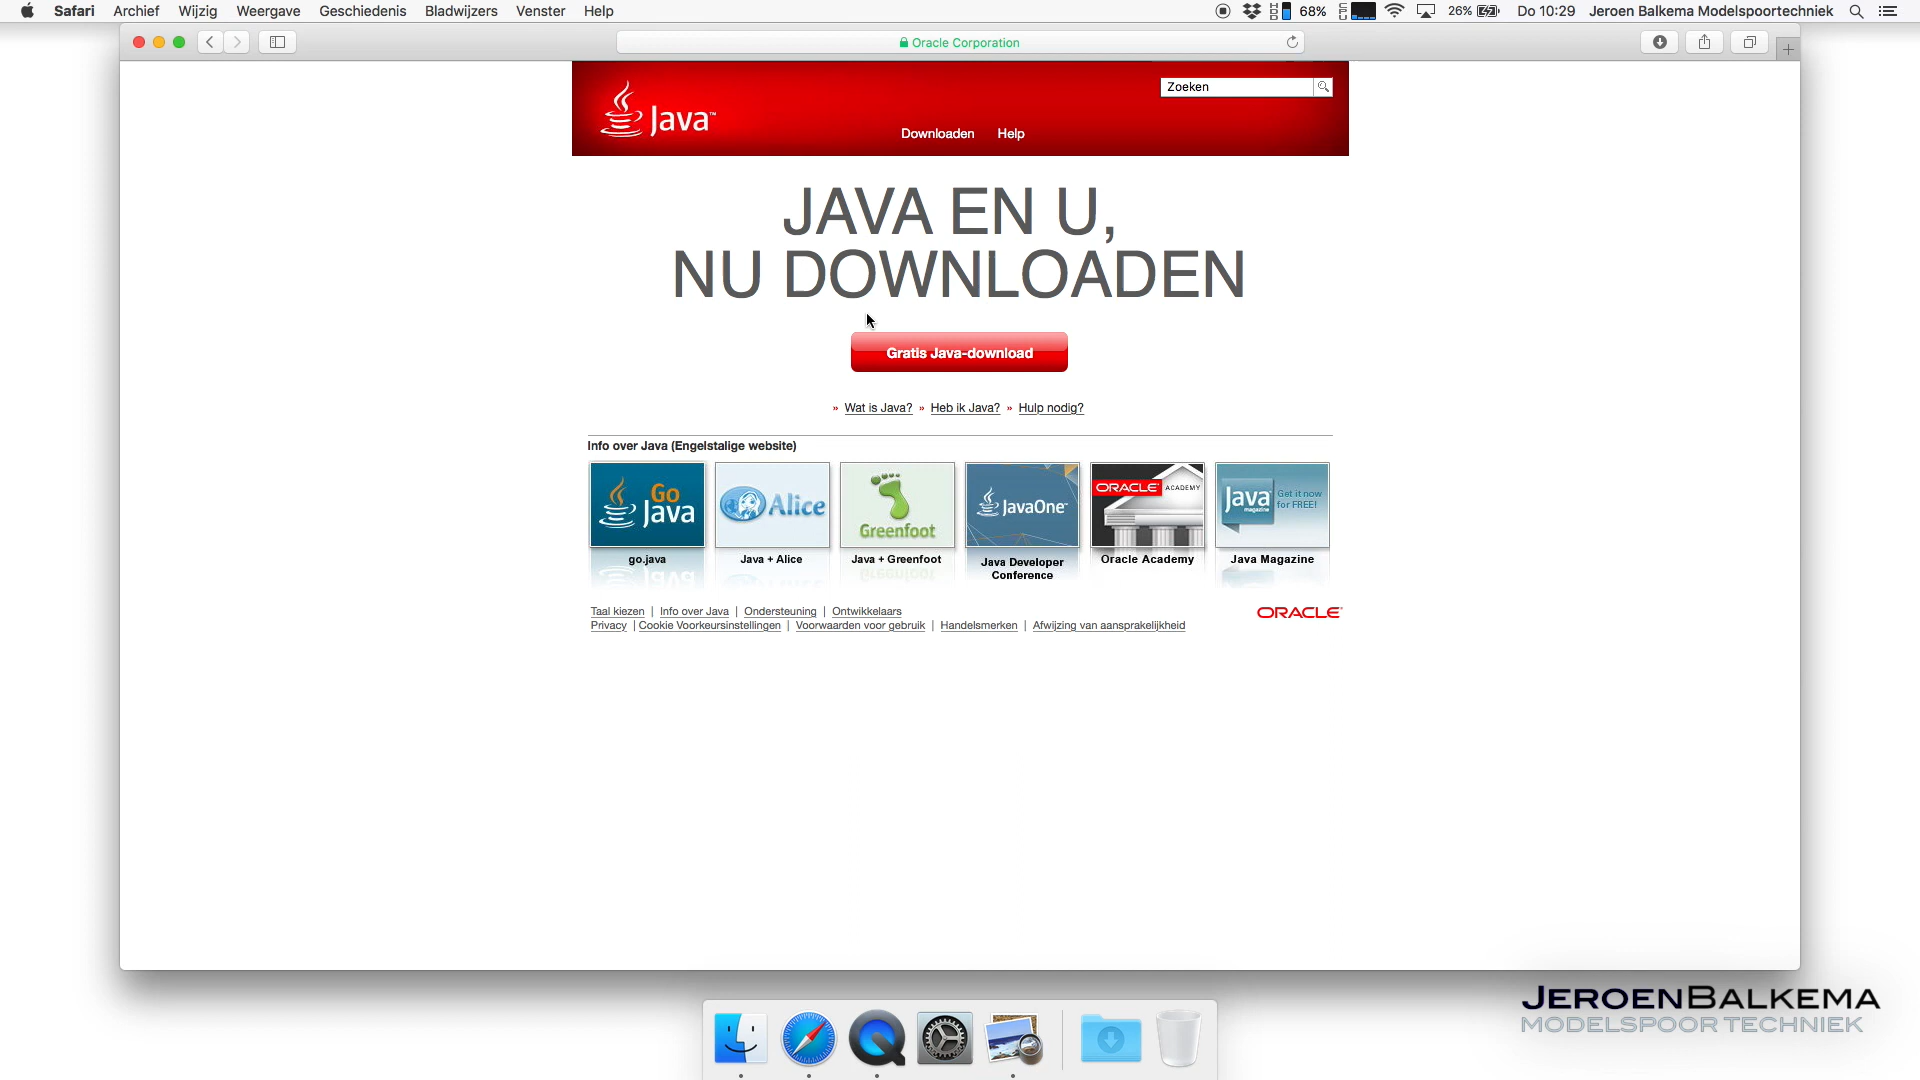 Safari Archief Wijzig Weergave Geschiedenis Bladwijzers Venster Help 68% 26% Do 10:29 Jeroen Balkema Modelspoortechniek
Oracle Corporation
Java™
Zoeken
Downloaden Help
JAVA EN U,
NU DOWNLOADEN
Gratis Java-download
» Wat is Java? » Heb ik Java? » Hulp nodig?
Info over Java (Engelstalige website)
Go Java
Alice
Greenfoot
JavaOne™
ORACLE ACADEMY
Java magazine Get it now for FREE!
go.java
Java + Alice
Java + Greenfoot
Java Developer
Conference
Oracle Academy
Java Magazine
Taal kiezen | Info over Java | Ondersteuning | Ontwikkelaars
Privacy | Cookie Voorkeursinstellingen | Voorwaarden voor gebruik | Handelsmerken | Afwijzing van aansprakelijkheid
ORACLE
JEROENBALKEMA
MODELSPOORTECHNIEK